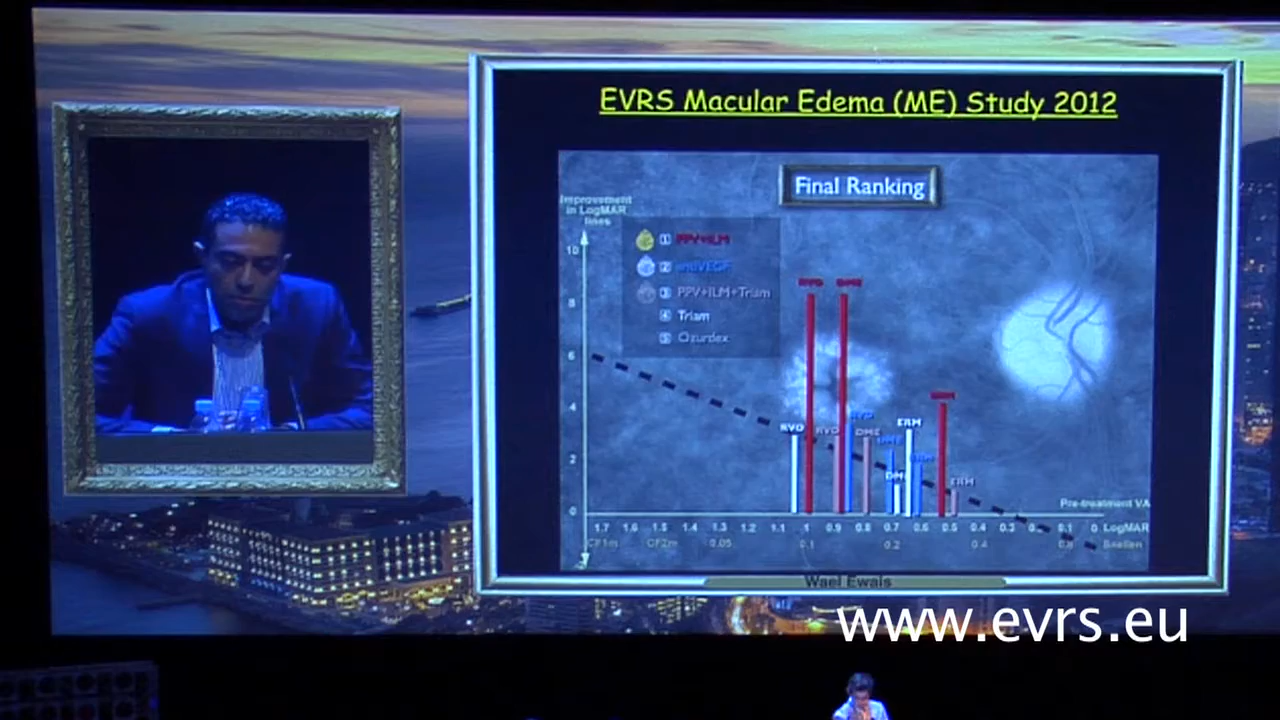 EVRS Macular Edema (ME) Study 2012
Final Ranking
Improvement
in LogMAR
lines
1 PPV+ILM
2 antiVEGF
3 PPV+ILM+Triam
4 Triam
5 Ozurdex
10
8
6
4
2
0
RVO DME
RVO RVO RVO DME DME DME ERM ERM ERM
Pre-treatment VA
1.7 1.6 1.5 1.4 1.3 1.2 1.1 1 0.9 0.8 0.7 0.6 0.5 0.4 0.3 0.1 0 LogMAR
CF1m CF2m 0.05 0.1 0.2 0.4 0.8 Snellen
Wael Ewais
www.evrs.eu